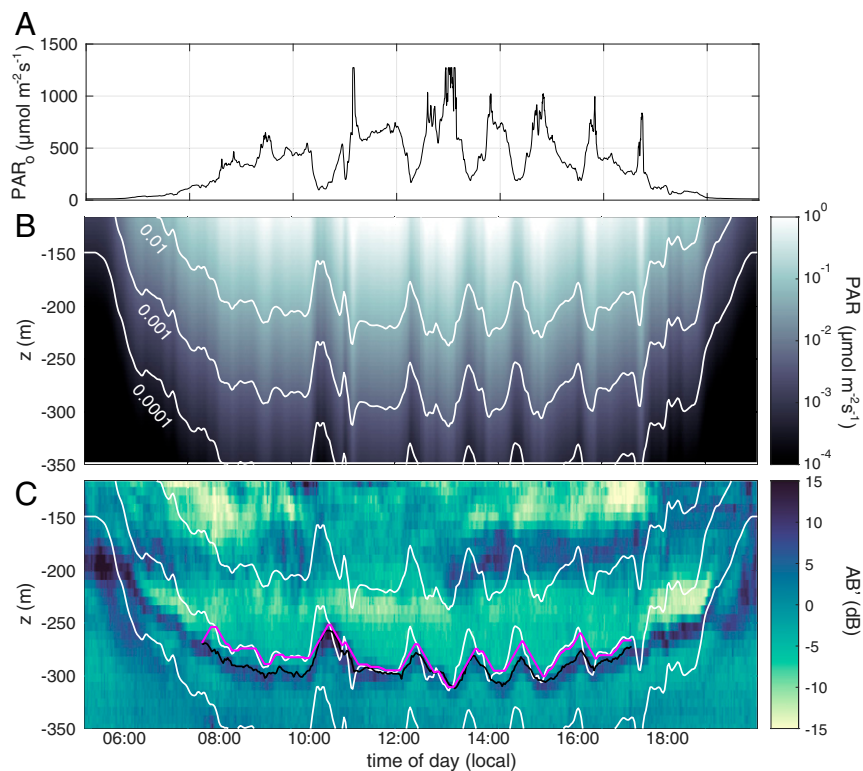 A
PAR₀ (μmol m⁻²s⁻¹)
1500
1000
500
0
B
z (m)
-150
-200
-250
-300
-350
0.01
0.001
0.0001
10⁰
10⁻¹
10⁻²
10⁻³
10⁻⁴
PAR (μmol m⁻²s⁻¹)
C
z (m)
-150
-200
-250
-300
-350
15
10
5
0
-5
-10
-15
AB' (dB)
06:00 08:00 10:00 12:00 14:00 16:00 18:00
time of day (local)